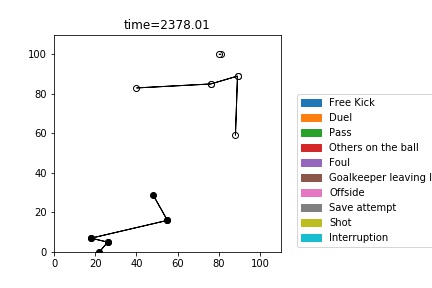 time=2378.01
100
80
60
40
20
0
0 20 40 60 80 100
Free Kick
Duel
Pass
Others on the ball
Foul
Goalkeeper leaving l
Offside
Save attempt
Shot
Interruption